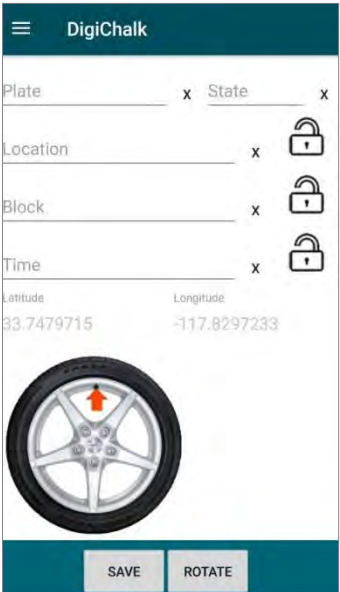 DigiChalk
Plate x State x
Location x
Block x
Time x
Latitude Longitude
33.7479715 -117.8297233
SAVE ROTATE